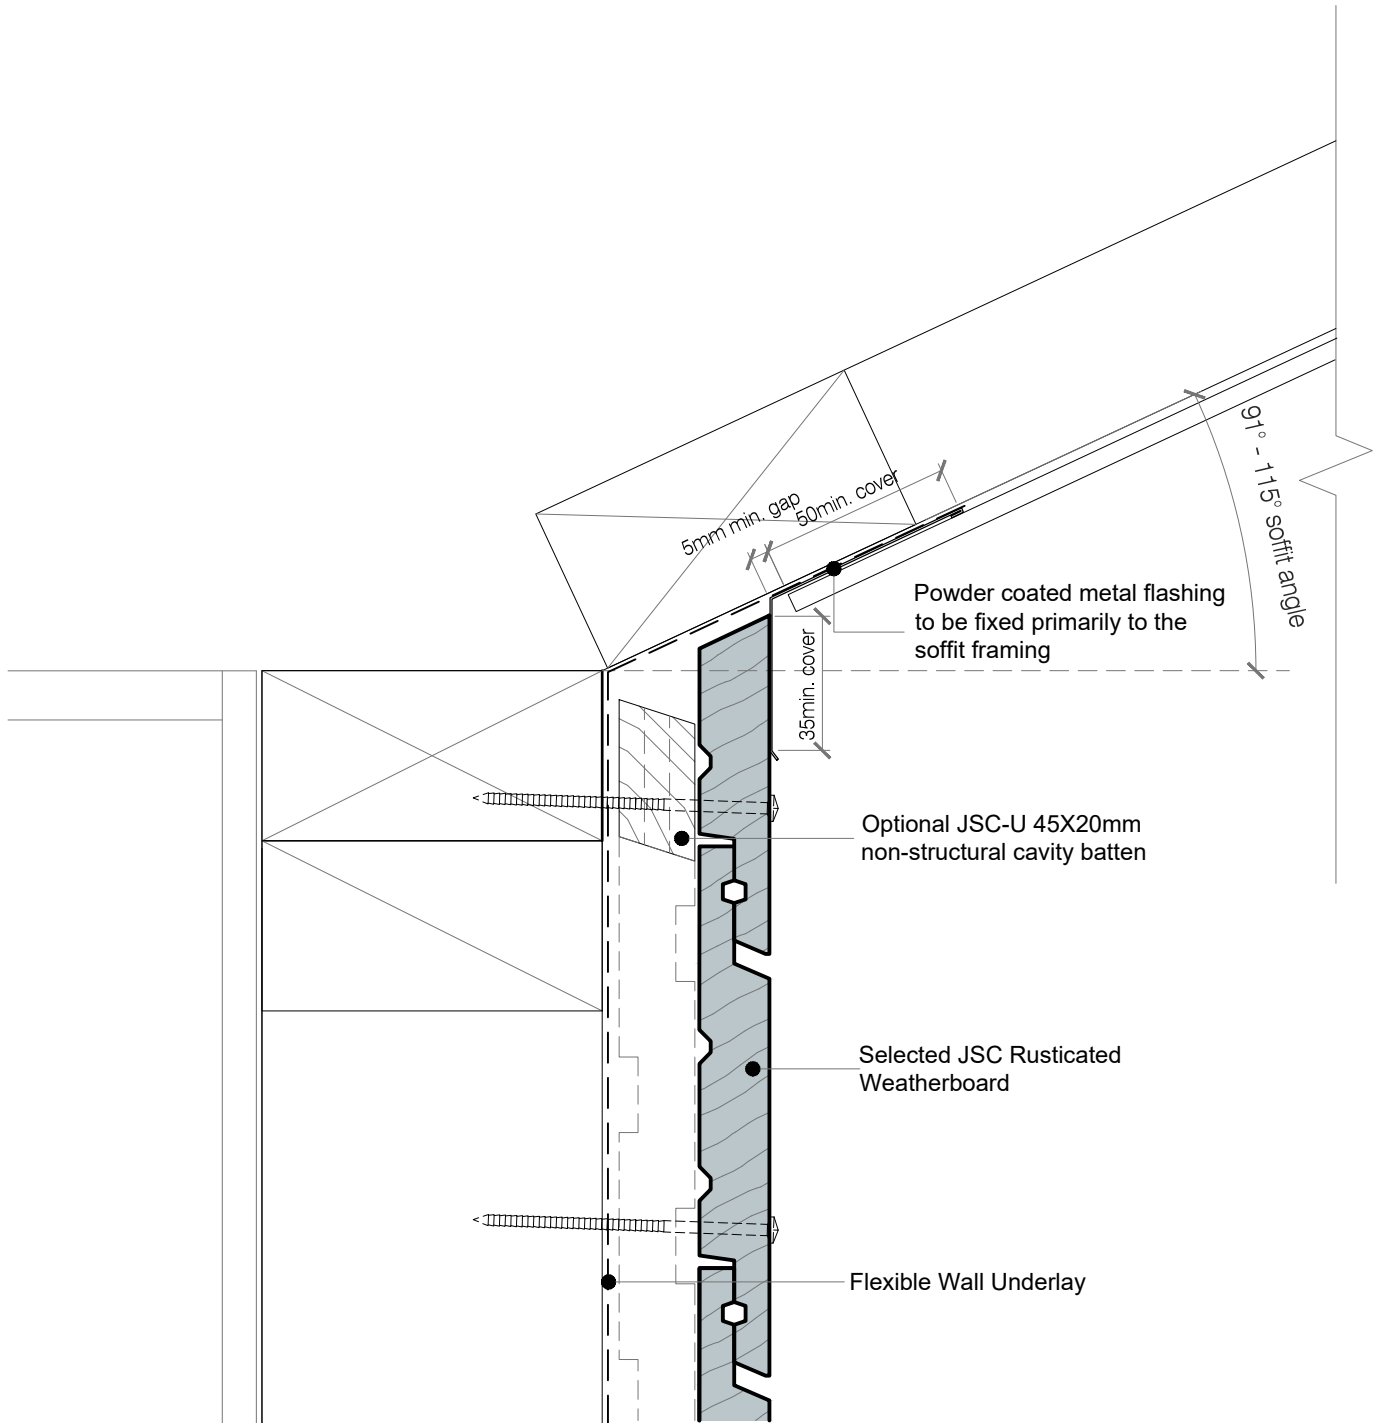 91° - 115° soffit angle
50min. cover
5mm min. gap
Powder coated metal flashing
to be fixed primarily to the
soffit framing
35min. cover
Optional JSC-U 45X20mm
non-structural cavity batten
Selected JSC Rusticated
Weatherboard
Flexible Wall Underlay